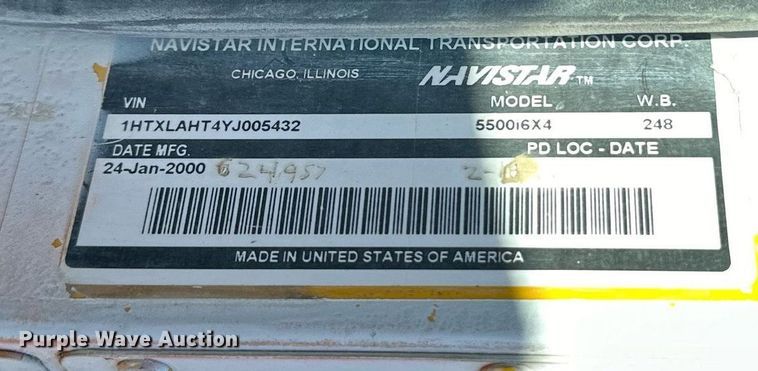 NAVISTAR INTERNATIONAL TRANSPORTATION CORP.
CHICAGO, ILLINOIS NAVISTAR TM
VIN MODEL W.B.
1HTXLAHT4YJ005432 5500i6X4 248
DATE MFG. PD LOC - DATE
24-Jan-2000
MADE IN UNITED STATES OF AMERICA
Purple Wave Auction